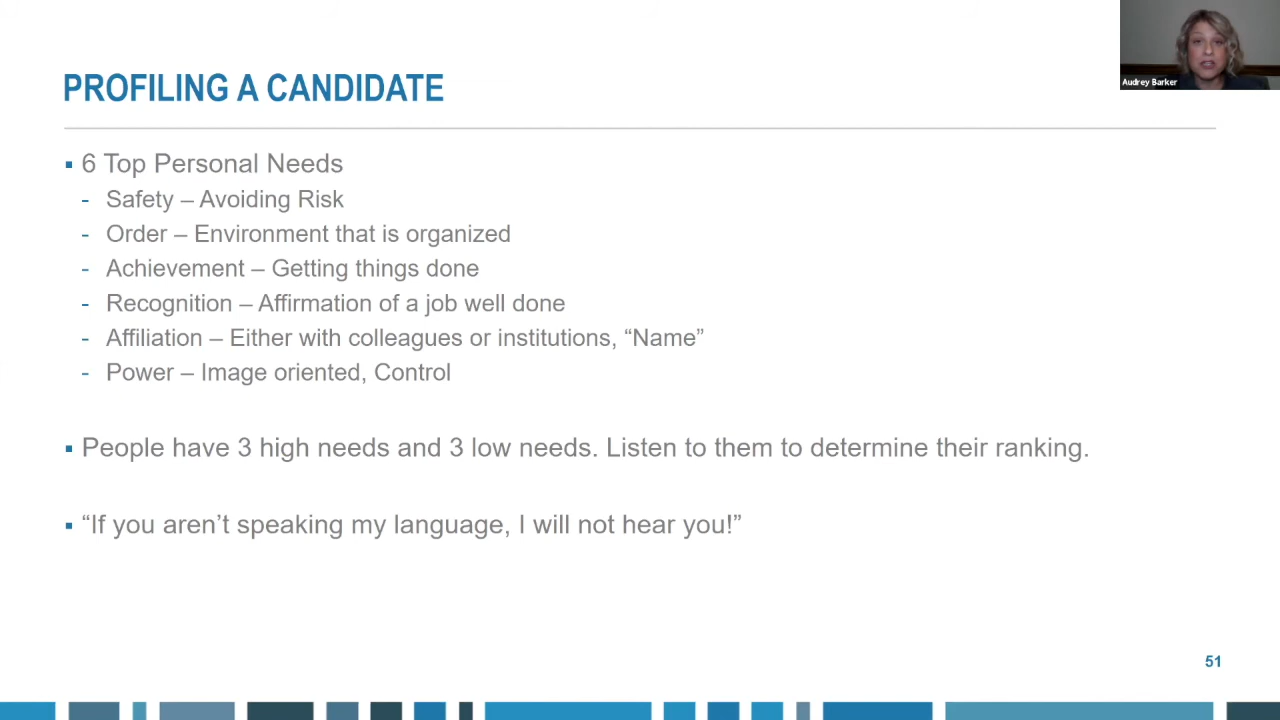 Audrey Barker
PROFILING A CANDIDATE
▪ 6 Top Personal Needs
- Safety – Avoiding Risk
- Order – Environment that is organized
- Achievement – Getting things done
- Recognition – Affirmation of a job well done
- Affiliation – Either with colleagues or institutions, “Name”
- Power – Image oriented, Control
▪ People have 3 high needs and 3 low needs. Listen to them to determine their ranking.
▪ “If you aren’t speaking my language, I will not hear you!”
51